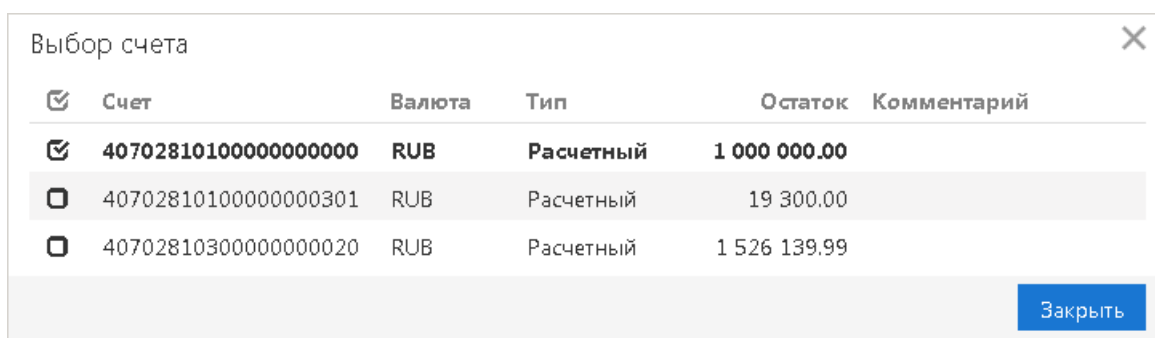 Выбор счета
Счет Валюта Тип Остаток Комментарий
40702810100000000000 RUB Расчетный 1 000 000.00
40702810100000000301 RUB Расчетный 19 300.00
40702810300000000020 RUB Расчетный 1 526 139.99
Закрыть